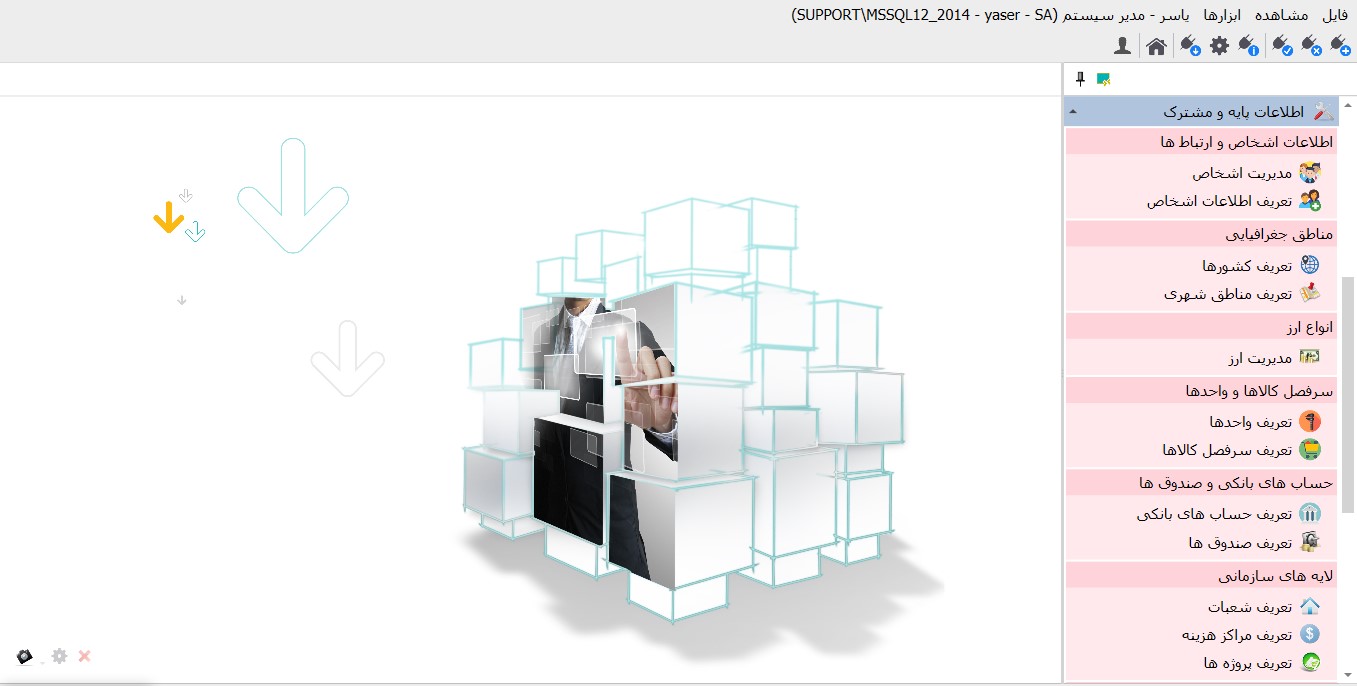 فایل مشاهده ابزارها یاسر - مدیر سیستم (SUPPORT\MSSQL12_2014 - yaser - SA)
اطلاعات پایه و مشترک
اطلاعات اشخاص و ارتباط ها
مدیریت اشخاص
تعریف اطلاعات اشخاص
مناطق جغرافیایی
تعریف کشورها
تعریف مناطق شهری
انواع ارز
مدیریت ارز
سرفصل کالاها و واحدها
تعریف واحدها
تعریف سرفصل کالاها
حساب های بانکی و صندوق ها
تعریف حساب های بانکی
تعریف صندوق ها
لایه های سازمانی
تعریف شعبات
تعریف مراکز هزینه
تعریف پروژه ها